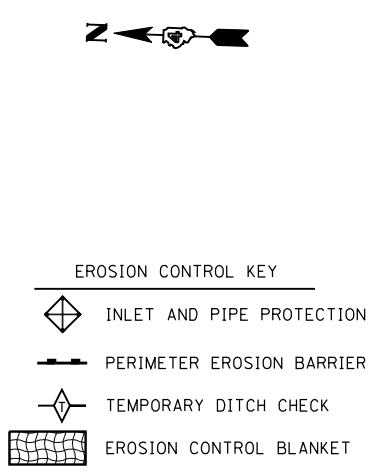 N
EROSION CONTROL KEY
INLET AND PIPE PROTECTION
PERIMETER EROSION BARRIER
T TEMPORARY DITCH CHECK
EROSION CONTROL BLANKET